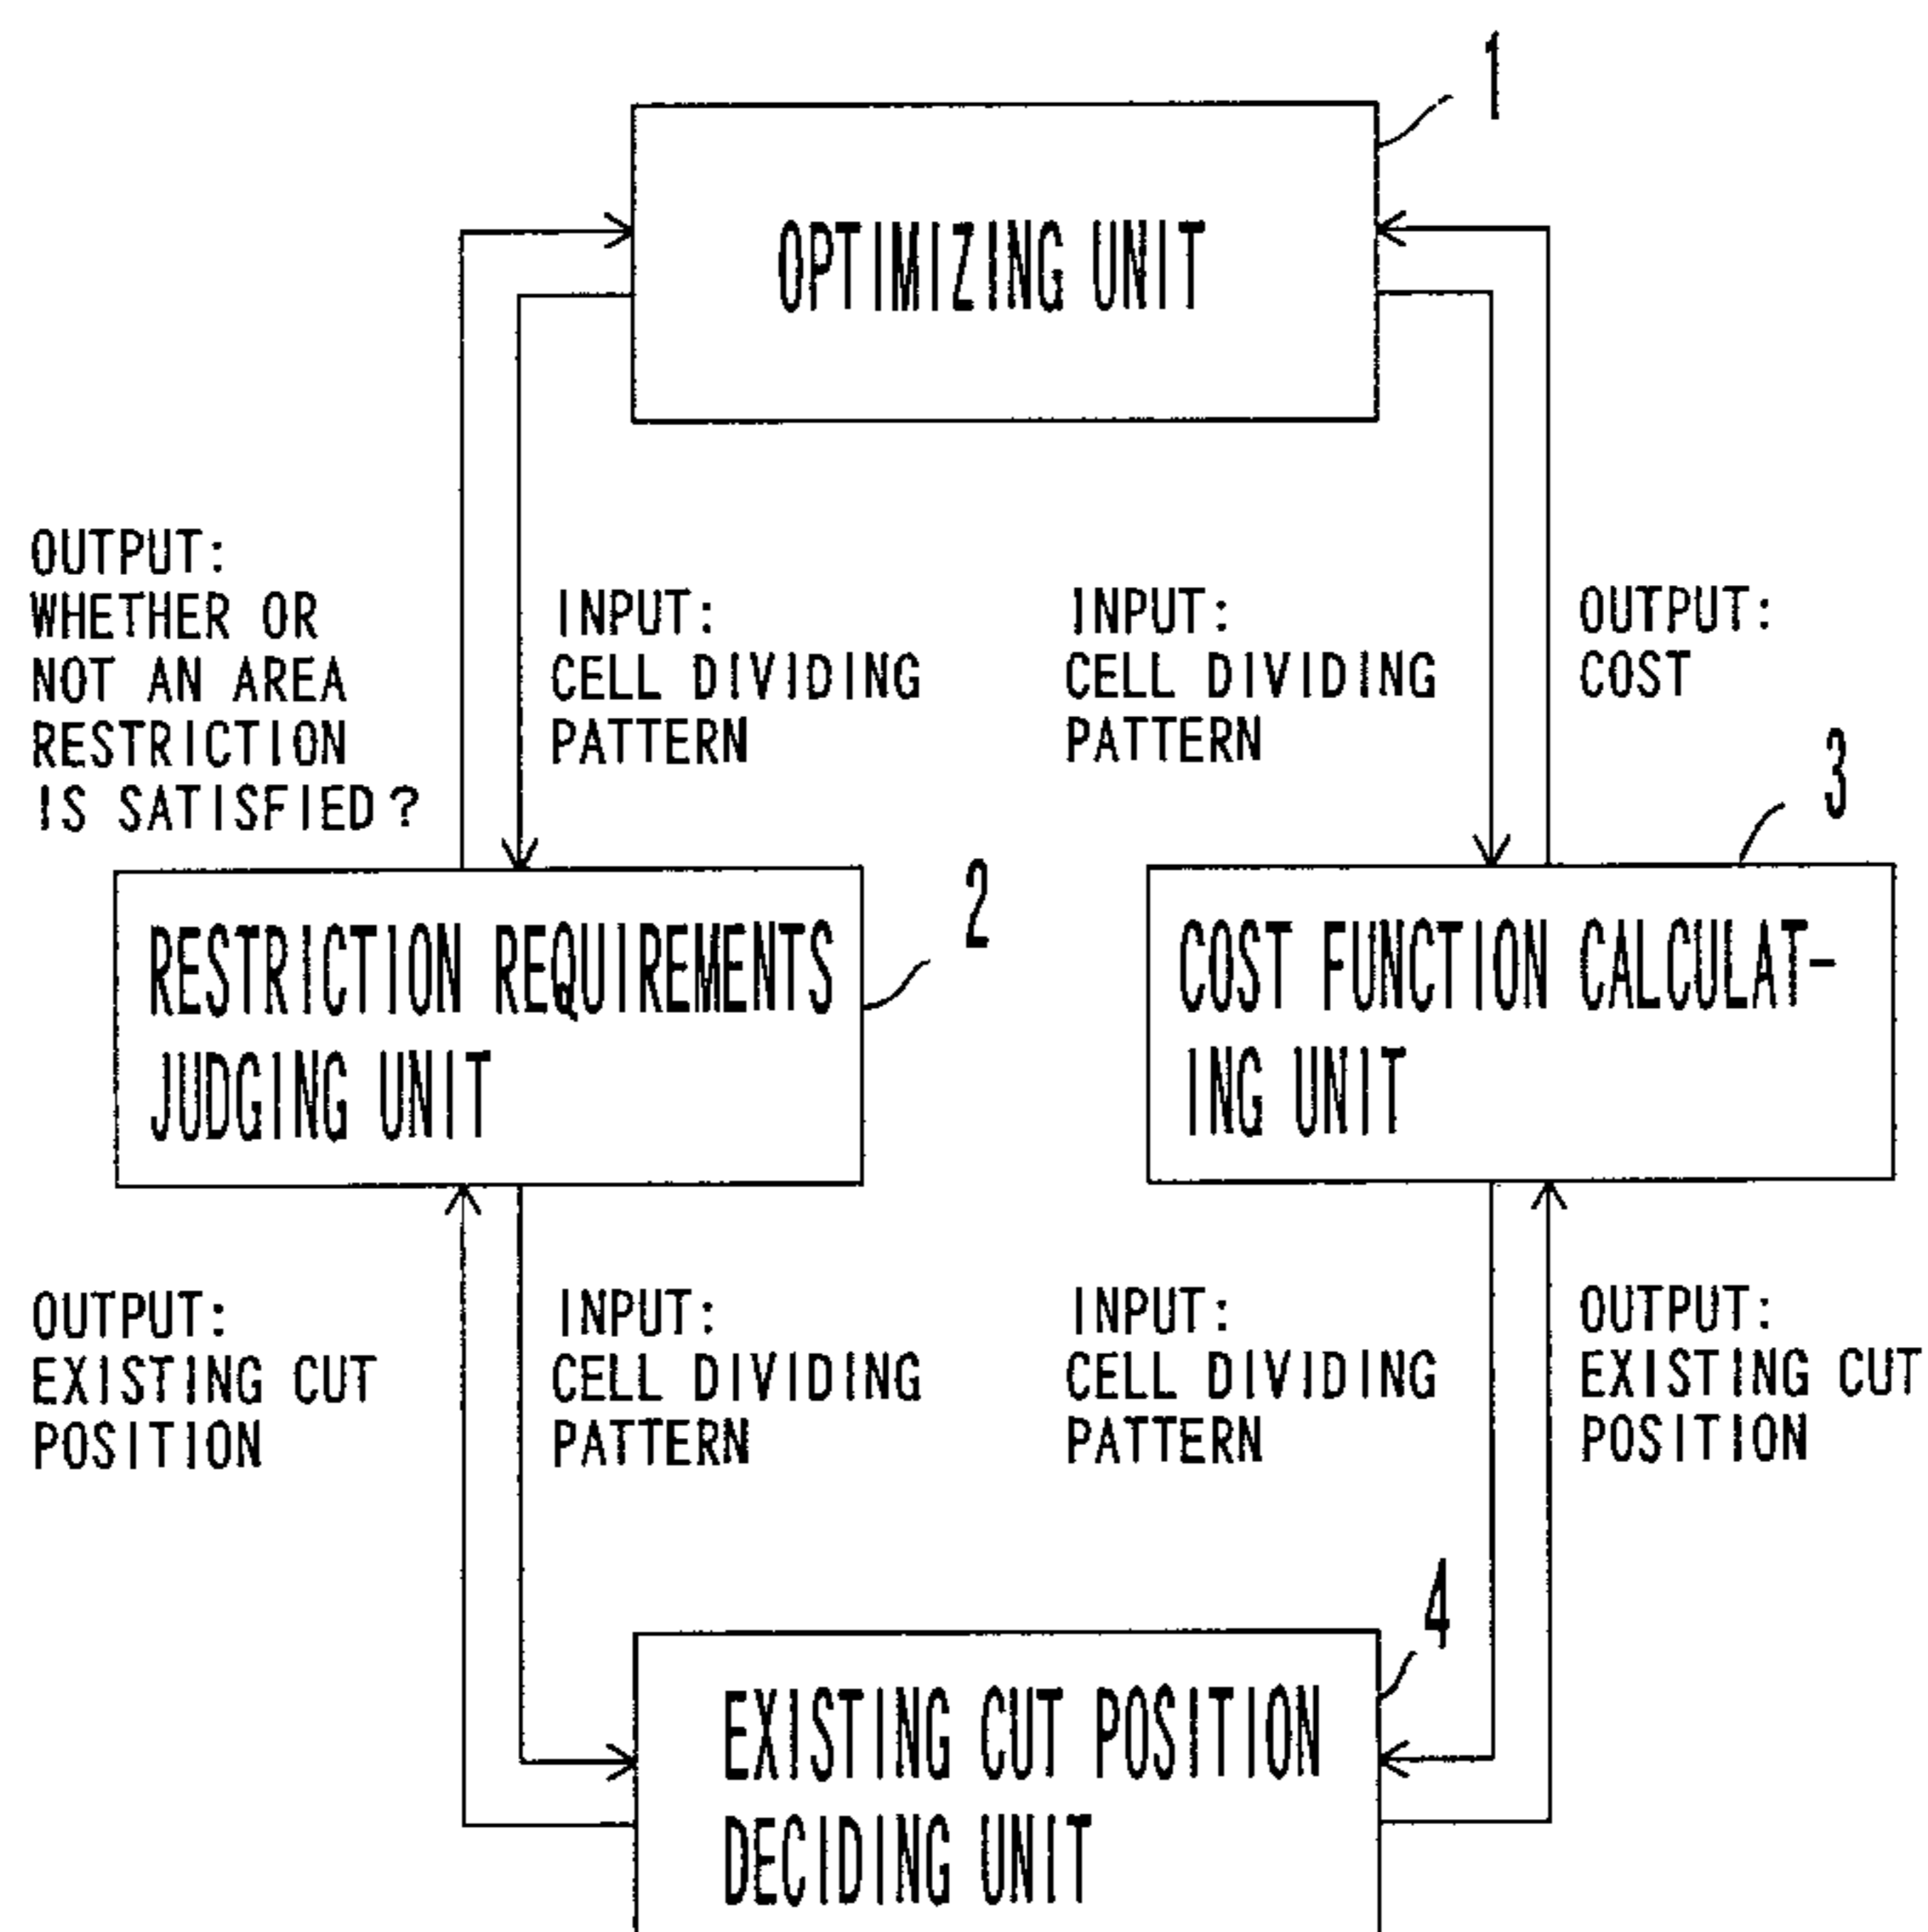 1
OPTIMIZING UNIT
OUTPUT:
WHETHER OR
NOT AN AREA
RESTRICTION
IS SATISFIED?
INPUT:
CELL DIVIDING
PATTERN
INPUT:
CELL DIVIDING
PATTERN
OUTPUT:
COST
2
RESTRICTION REQUIREMENTS
JUDGING UNIT
3
COST FUNCTION CALCULAT-
ING UNIT
OUTPUT:
EXISTING CUT
POSITION
INPUT:
CELL DIVIDING
PATTERN
INPUT:
CELL DIVIDING
PATTERN
OUTPUT:
EXISTING CUT
POSITION
4
EXISTING CUT POSITION
DECIDING UNIT